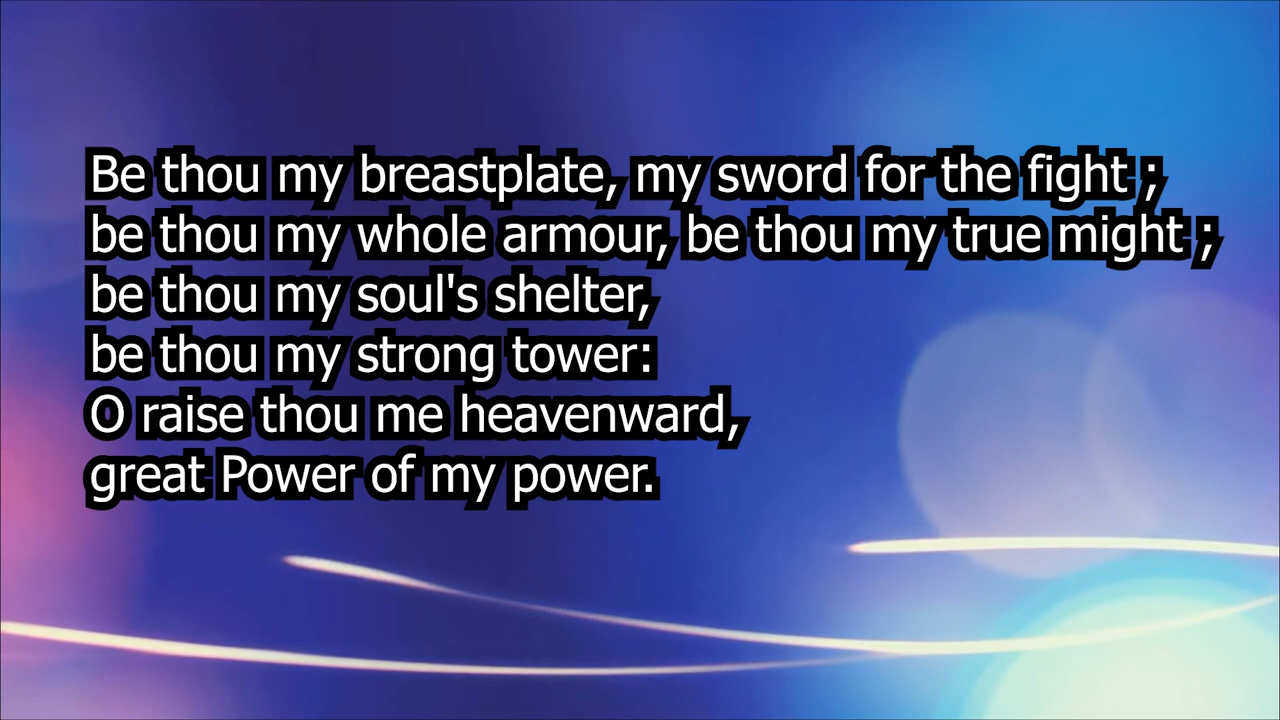 Be thou my breastplate, my sword for the fight ;
be thou my whole armour, be thou my true might ;
be thou my soul's shelter,
be thou my strong tower:
O raise thou me heavenward,
great Power of my power.